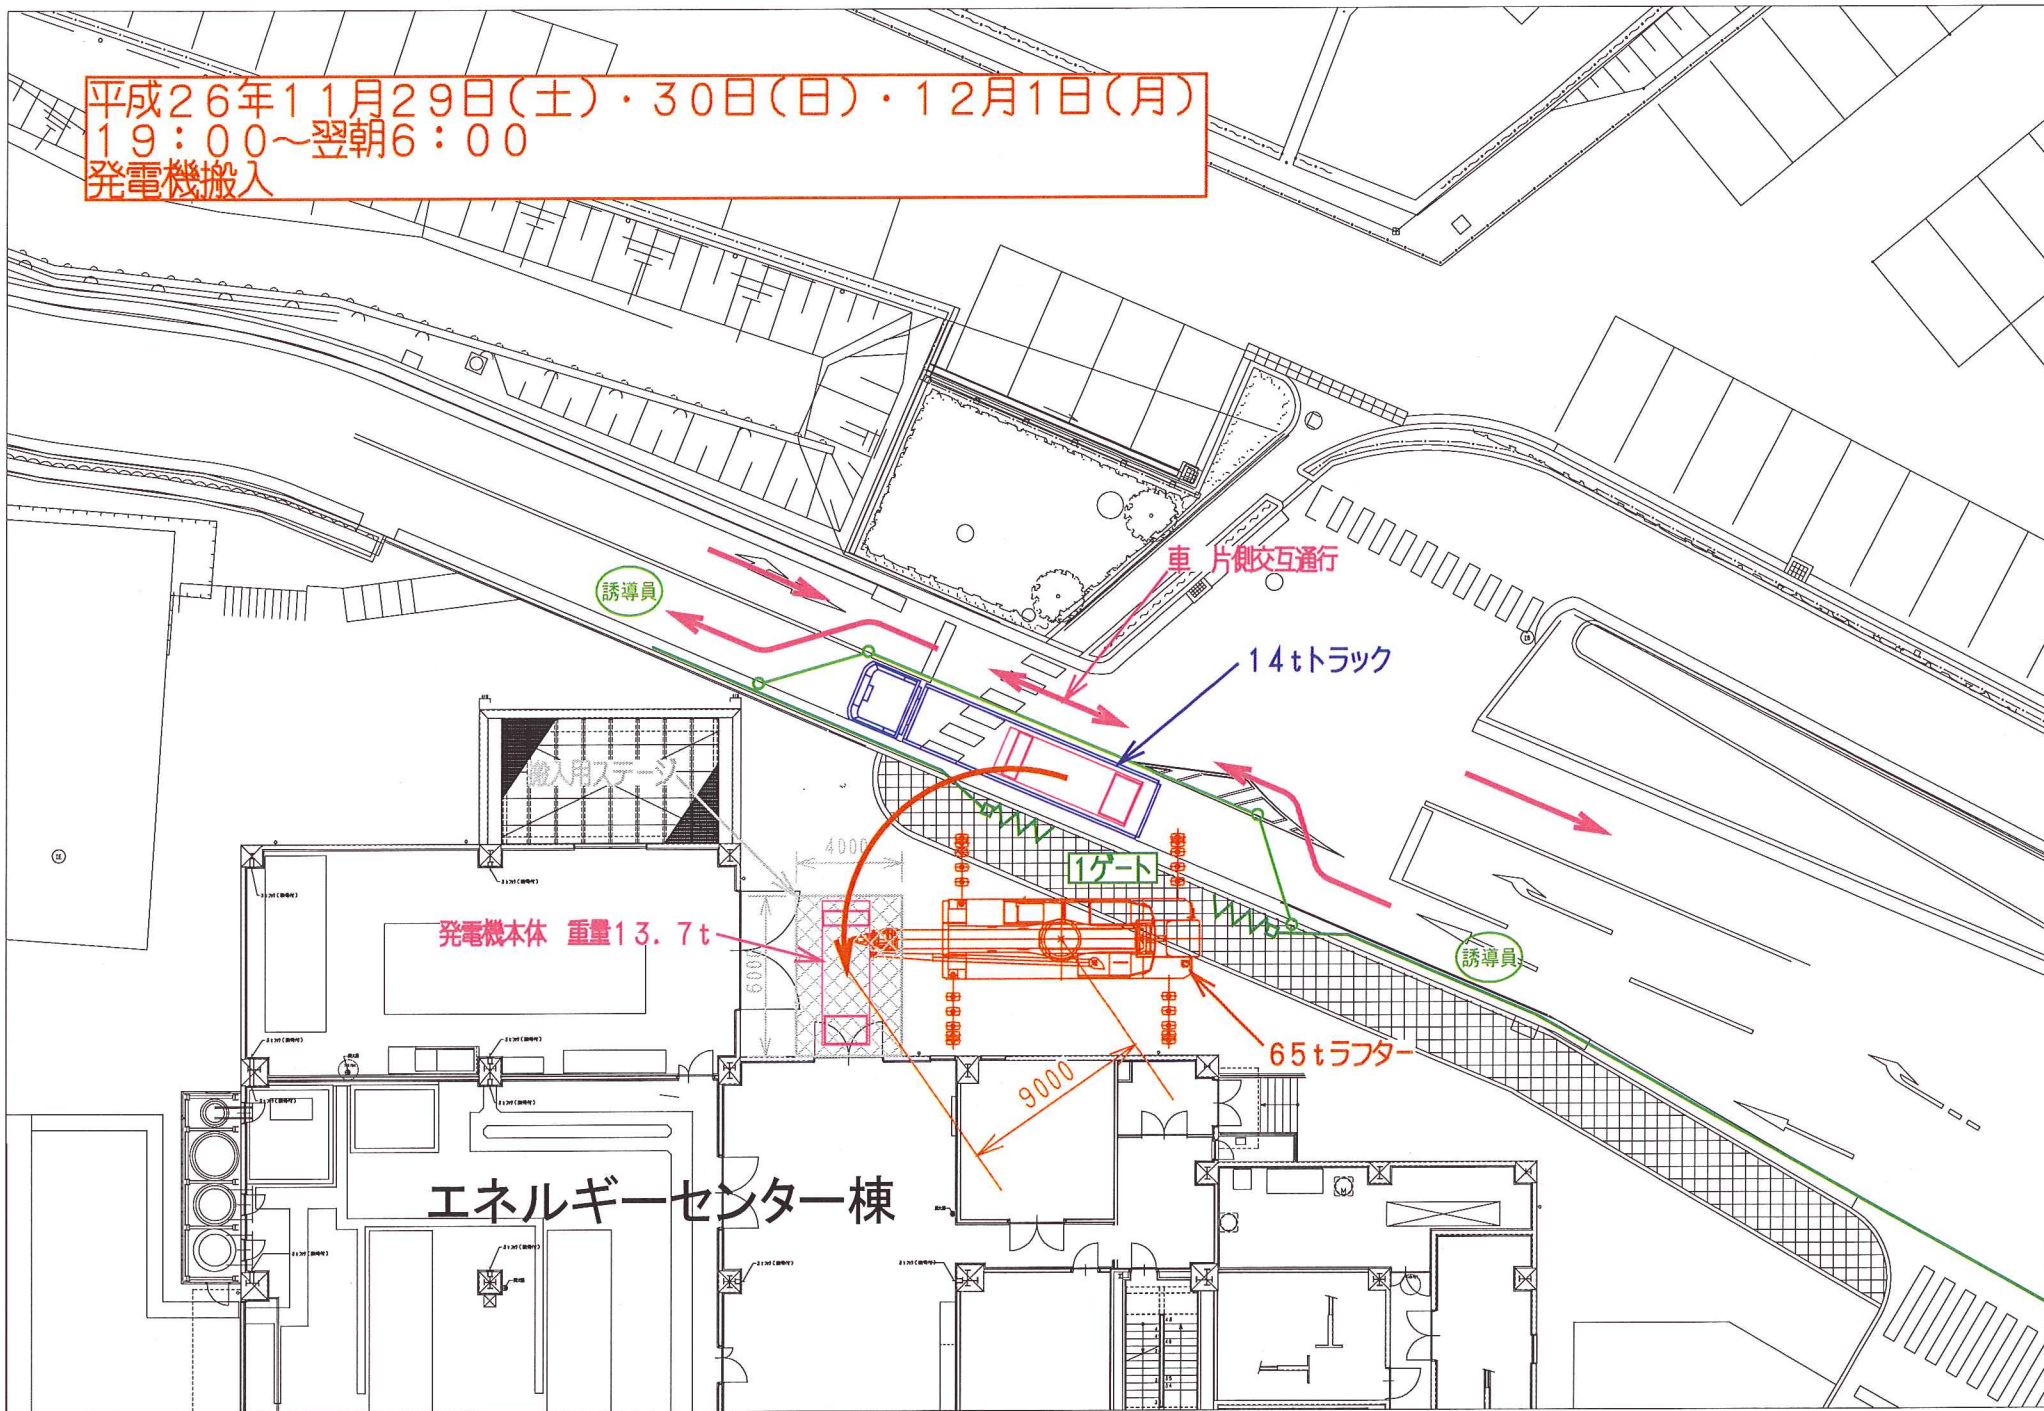 平成26年11月29日(土)・30日(日)・12月1日(月)
19：00～翌朝6：00
発電機搬入
車 片側交互通行
誘導員
14tトラック
搬入用ステージ
4000
1ゲート
発電機本体 重量13.7t
6000
誘導員
65tラフター
9000
エネルギーセンター棟